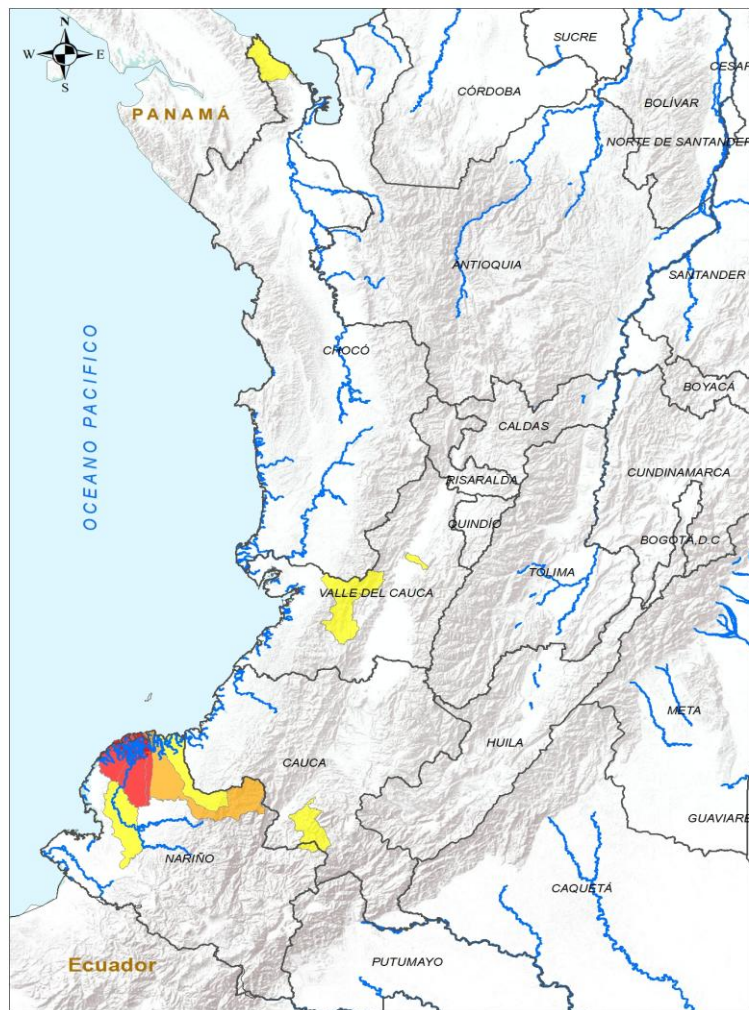 SUCRE
N
CESAR
W E
CÓRDOBA
BOLÍVAR
S
PANAMÁ
NORTE DE SANTANDER
ANTIOQUIA
SANTANDER
OCEANO PACIFICO
CHOCÓ
BOYACÁ
CALDAS
CUNDINAMARCA
RISARALDA
QUINDÍO
BOGOTÁ,D.C
TOLIMA
VALLE DEL CAUCA
META
HUILA
CAUCA
GUAVIARE
NARIÑO
CAQUETÁ
PUTUMAYO
Ecuador